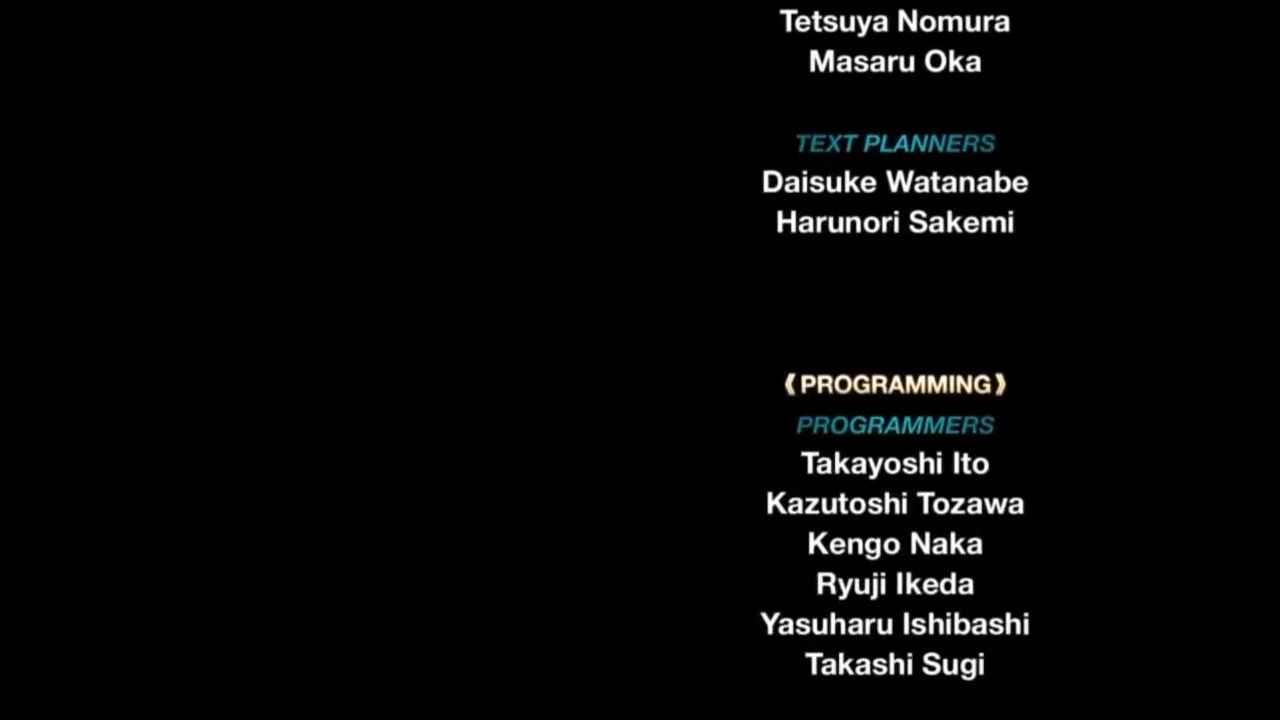 Tetsuya Nomura
Masaru Oka
TEXT PLANNERS
Daisuke Watanabe
Harunori Sakemi
⟪PROGRAMMING⟫
PROGRAMMERS
Takayoshi Ito
Kazutoshi Tozawa
Kengo Naka
Ryuji Ikeda
Yasuharu Ishibashi
Takashi Sugi